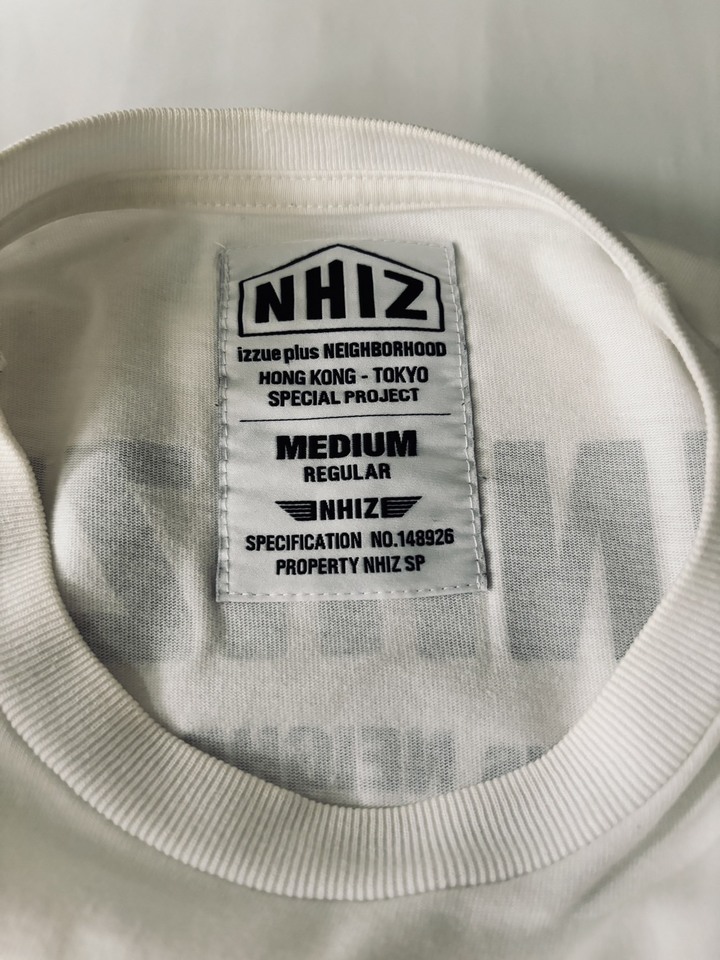 NHIZ
izzue plus NEIGHBORHOOD
HONG KONG - TOKYO
SPECIAL PROJECT
MEDIUM
REGULAR
NHIZ
SPECIFICATION NO.148926
PROPERTY NHIZ SP